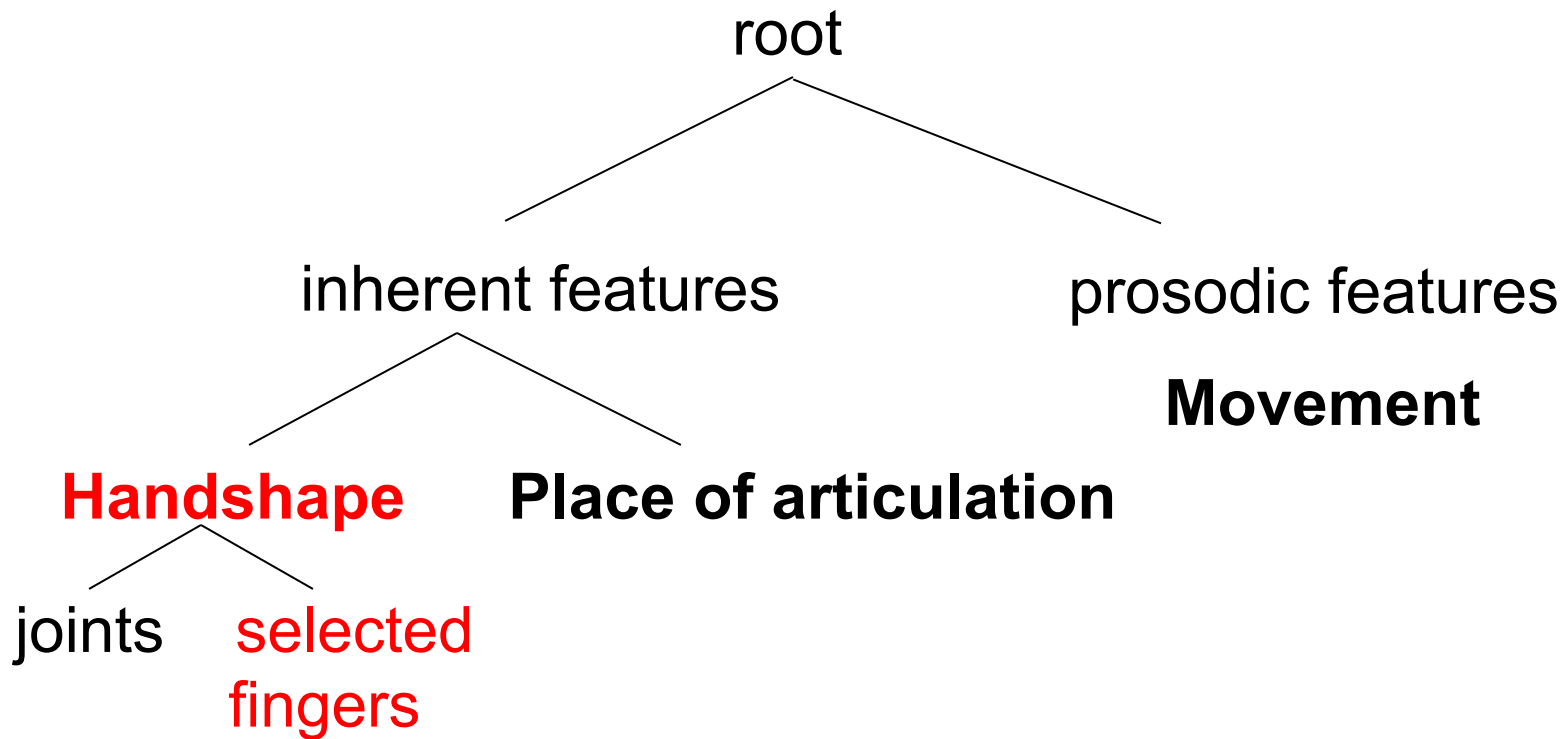 root
inherent features
prosodic features
Movement
Handshape
Place of articulation
joints
selected
fingers